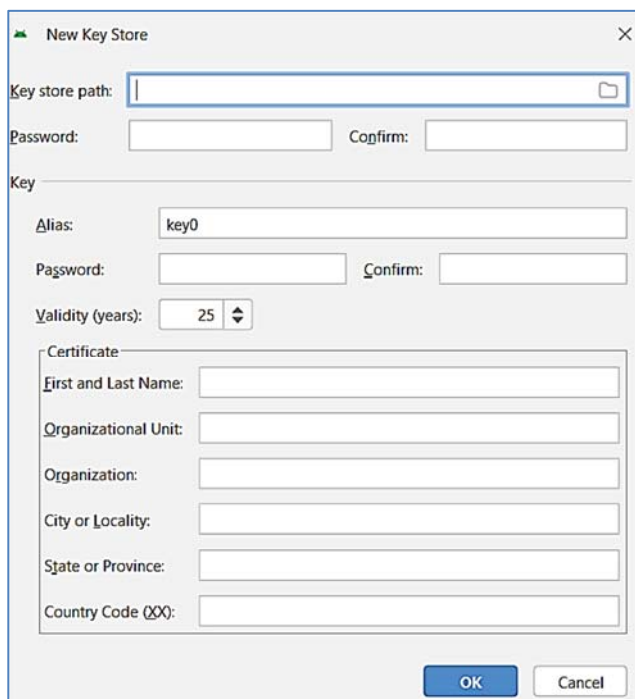 New Key Store
Key store path:
Password: Confirm:
Key
Alias: key0
Password: Confirm:
Validity (years): 25
Certificate
First and Last Name:
Organizational Unit:
Organization:
City or Locality:
State or Province:
Country Code (XX):
OK Cancel